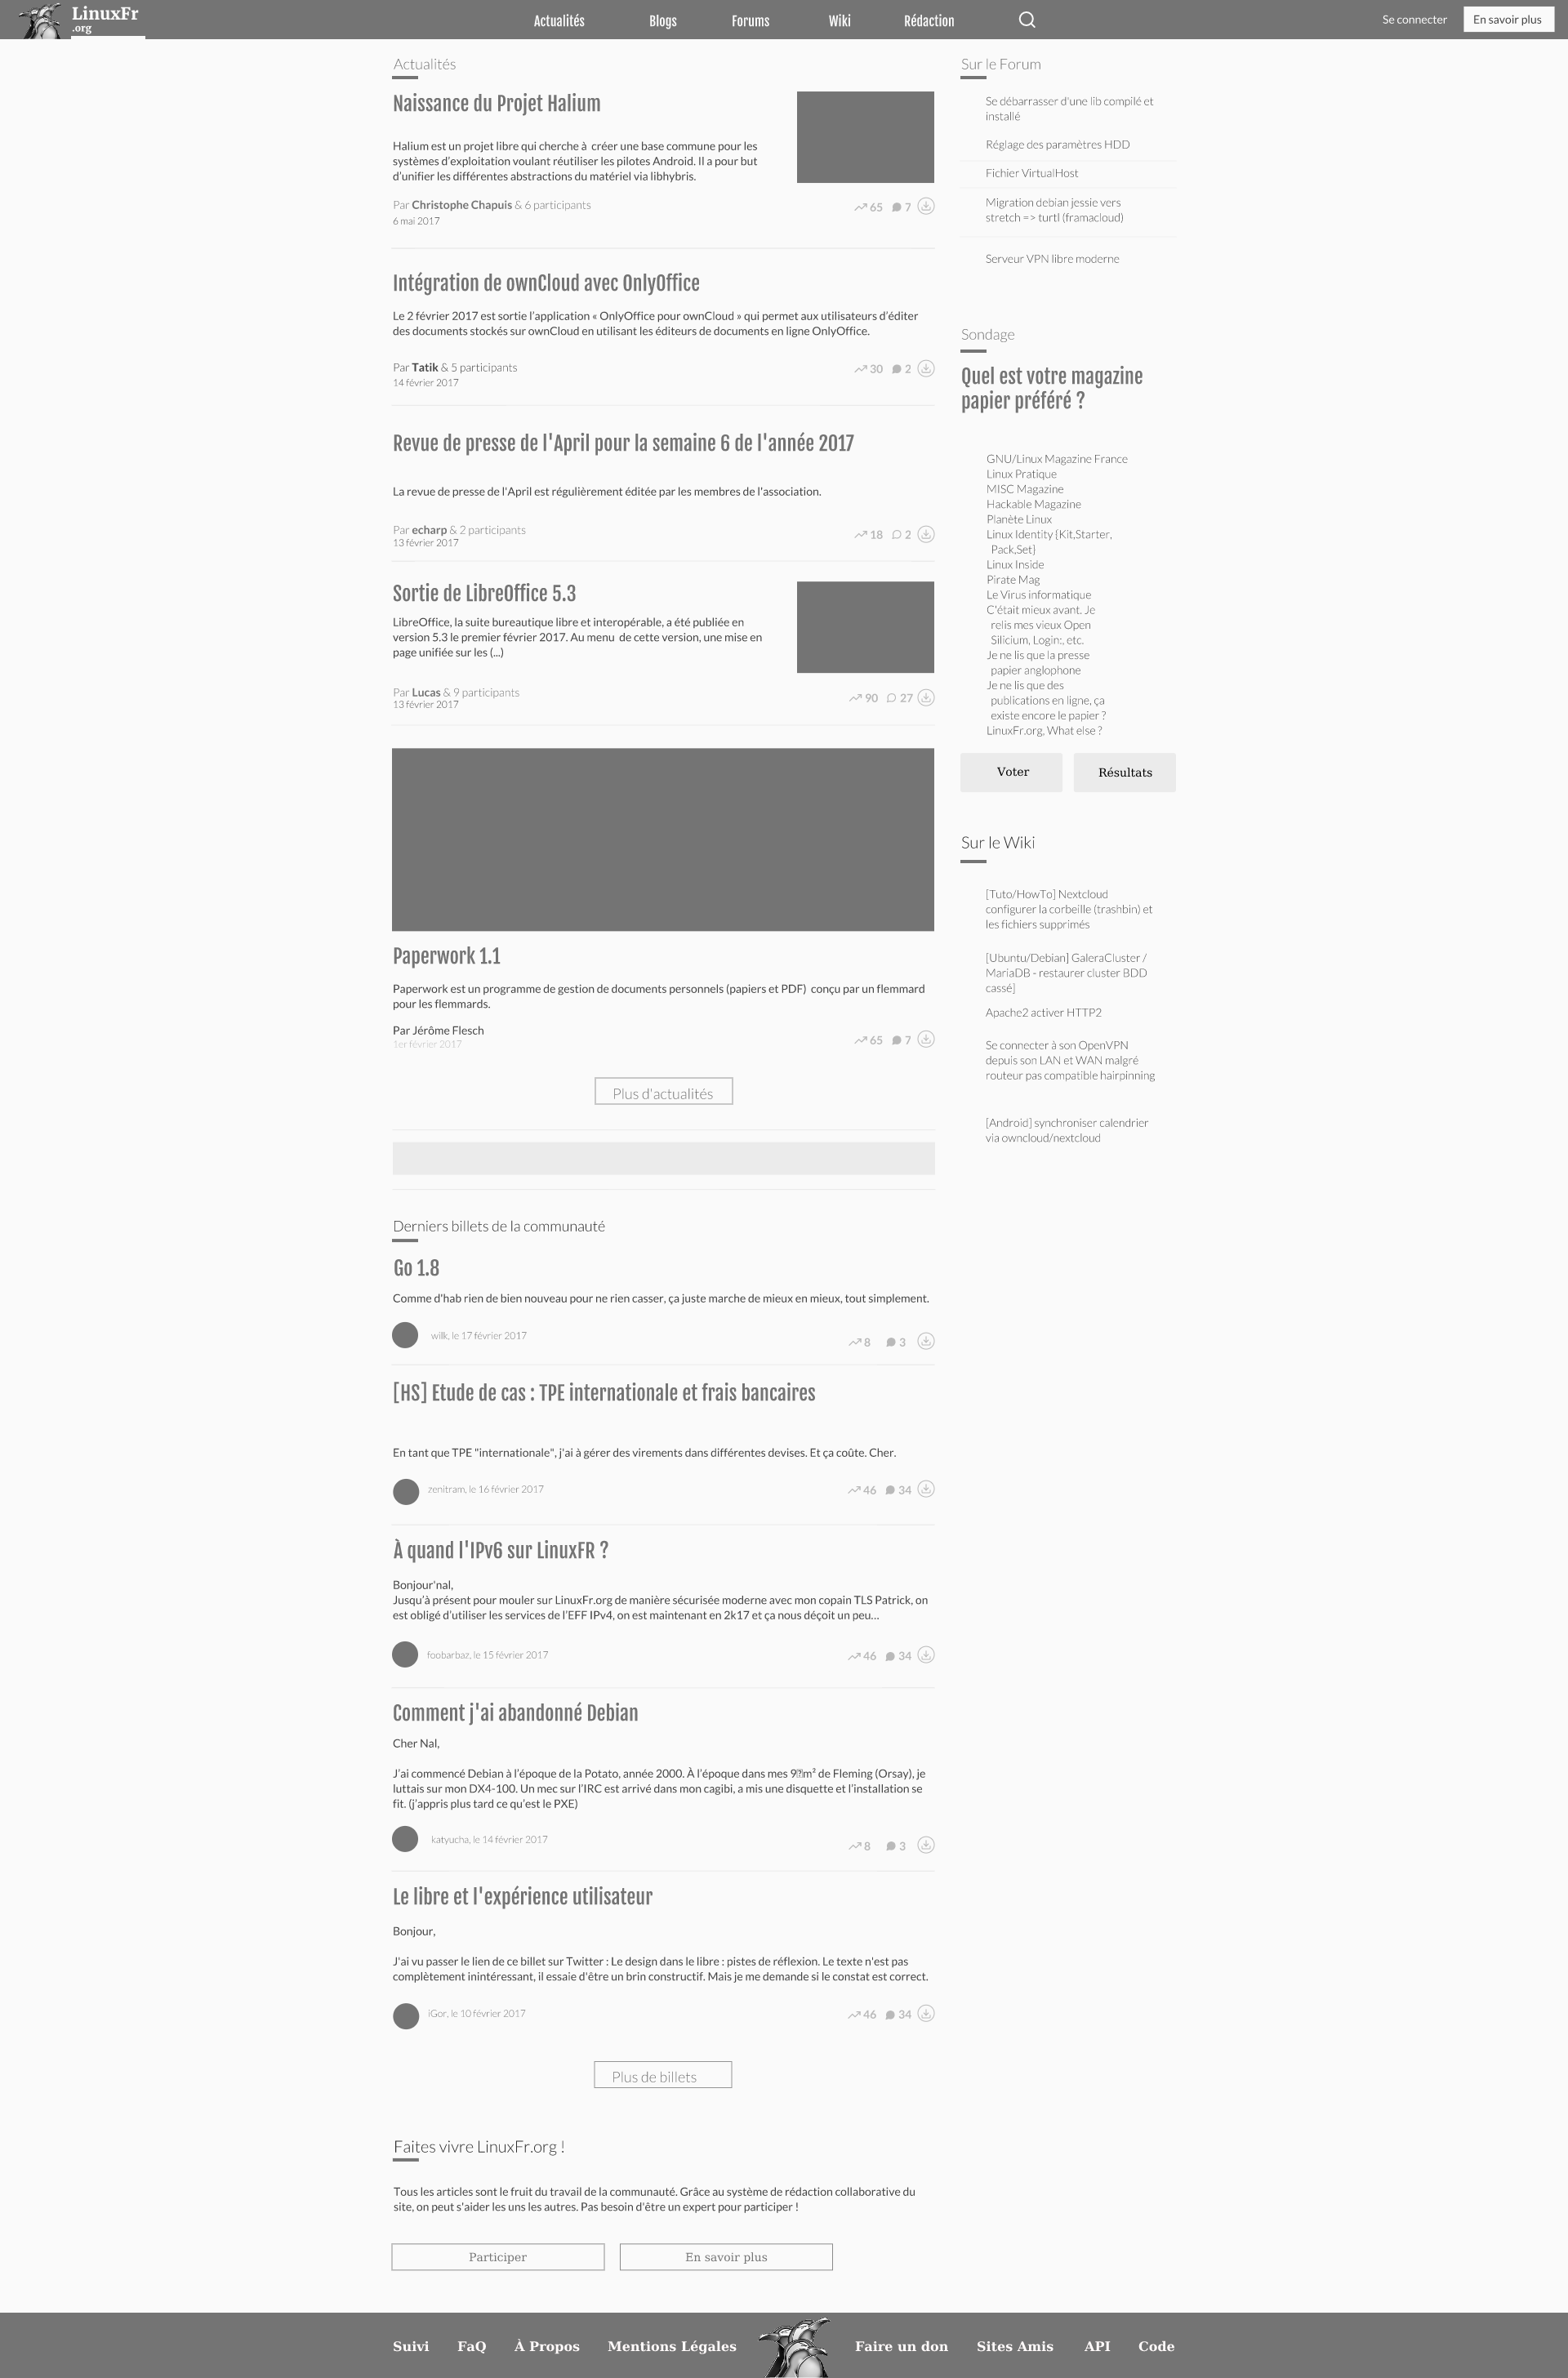 LinuxFr
.org
Actualités
Blogs
Forums
Wiki
Rédaction
Se connecter
En savoir plus
Actualités
Naissance du Projet Halium
Halium est un projet libre qui cherche à créer une base commune pour les
systèmes d'exploitation voulant réutiliser les pilotes Android. Il a pour but
d'unifier les différentes abstractions du matériel via libhybris.
Par Christophe Chapuis & 6 participants
6 mai 2017
65 7
Intégration de ownCloud avec OnlyOffice
Le 2 février 2017 est sortie l'application « OnlyOffice pour ownCloud » qui permet aux utilisateurs d'éditer
des documents stockés sur ownCloud en utilisant les éditeurs de documents en ligne OnlyOffice.
Par Tatik & 5 participants
14 février 2017
30 2
Revue de presse de l'April pour la semaine 6 de l'année 2017
La revue de presse de l'April est régulièrement éditée par les membres de l'association.
Par echarp & 2 participants
13 février 2017
18 2
Sortie de LibreOffice 5.3
LibreOffice, la suite bureautique libre et interopérable, a été publiée en
version 5.3 le premier février 2017. Au menu de cette version, une mise en
page unifiée sur les (...)
Par Lucas & 9 participants
13 février 2017
90 27
Paperwork 1.1
Paperwork est un programme de gestion de documents personnels (papiers et PDF) conçu par un flemmard
pour les flemmards.
Par Jérôme Flesch
1er février 2017
65 7
Plus d'actualités
Derniers billets de la communauté
Go 1.8
Comme d'hab rien de bien nouveau pour ne rien casser, ça juste marche de mieux en mieux, tout simplement.
wilk, le 17 février 2017
8 3
[HS] Etude de cas : TPE internationale et frais bancaires
En tant que TPE "internationale", j'ai à gérer des virements dans différentes devises. Et ça coûte. Cher.
zenitram, le 16 février 2017
46 34
À quand l'IPv6 sur LinuxFR ?
Bonjour'nal,
Jusqu'à présent pour mouler sur LinuxFr.org de manière sécurisée moderne avec mon copain TLS Patrick, on
est obligé d'utiliser les services de l'EFF IPv4, on est maintenant en 2k17 et ça nous déçoit un peu…
foobarbaz, le 15 février 2017
46 34
Comment j'ai abandonné Debian
Cher Nal,
J'ai commencé Debian à l'époque de la Potato, année 2000. À l'époque dans mes 9 m² de Fleming (Orsay), je
luttais sur mon DX4-100. Un mec sur l'IRC est arrivé dans mon cagibi, a mis une disquette et l'installation se
fit. (j'appris plus tard ce qu'est le PXE)
katyucha, le 14 février 2017
8 3
Le libre et l'expérience utilisateur
Bonjour,
J'ai vu passer le lien de ce billet sur Twitter : Le design dans le libre : pistes de réflexion. Le texte n'est pas
complètement inintéressant, il essaie d'être un brin constructif. Mais je me demande si le constat est correct.
iGor, le 10 février 2017
46 34
Plus de billets
Faites vivre LinuxFr.org !
Tous les articles sont le fruit du travail de la communauté. Grâce au système de rédaction collaborative du
site, on peut s'aider les uns les autres. Pas besoin d'être un expert pour participer !
Participer
En savoir plus
Sur le Forum
Se débarrasser d'une lib compilé et
installé
Réglage des paramètres HDD
Fichier VirtualHost
Migration debian jessie vers
stretch => turtl (framacloud)
Serveur VPN libre moderne
Sondage
Quel est votre magazine
papier préféré ?
GNU/Linux Magazine France
Linux Pratique
MISC Magazine
Hackable Magazine
Planète Linux
Linux Identity {Kit,Starter,
Pack,Set}
Linux Inside
Pirate Mag
Le Virus informatique
C'était mieux avant. Je
relis mes vieux Open
Silicium, Login:, etc.
Je ne lis que la presse
papier anglophone
Je ne lis que des
publications en ligne, ça
existe encore le papier ?
LinuxFr.org, What else ?
Voter
Résultats
Sur le Wiki
[Tuto/HowTo] Nextcloud
configurer la corbeille (trashbin) et
les fichiers supprimés
[Ubuntu/Debian] GaleraCluster /
MariaDB - restaurer cluster BDD
cassé]
Apache2 activer HTTP2
Se connecter à son OpenVPN
depuis son LAN et WAN malgré
routeur pas compatible hairpinning
[Android] synchroniser calendrier
via owncloud/nextcloud
Suivi
FaQ
À Propos
Mentions Légales
Faire un don
Sites Amis
API
Code